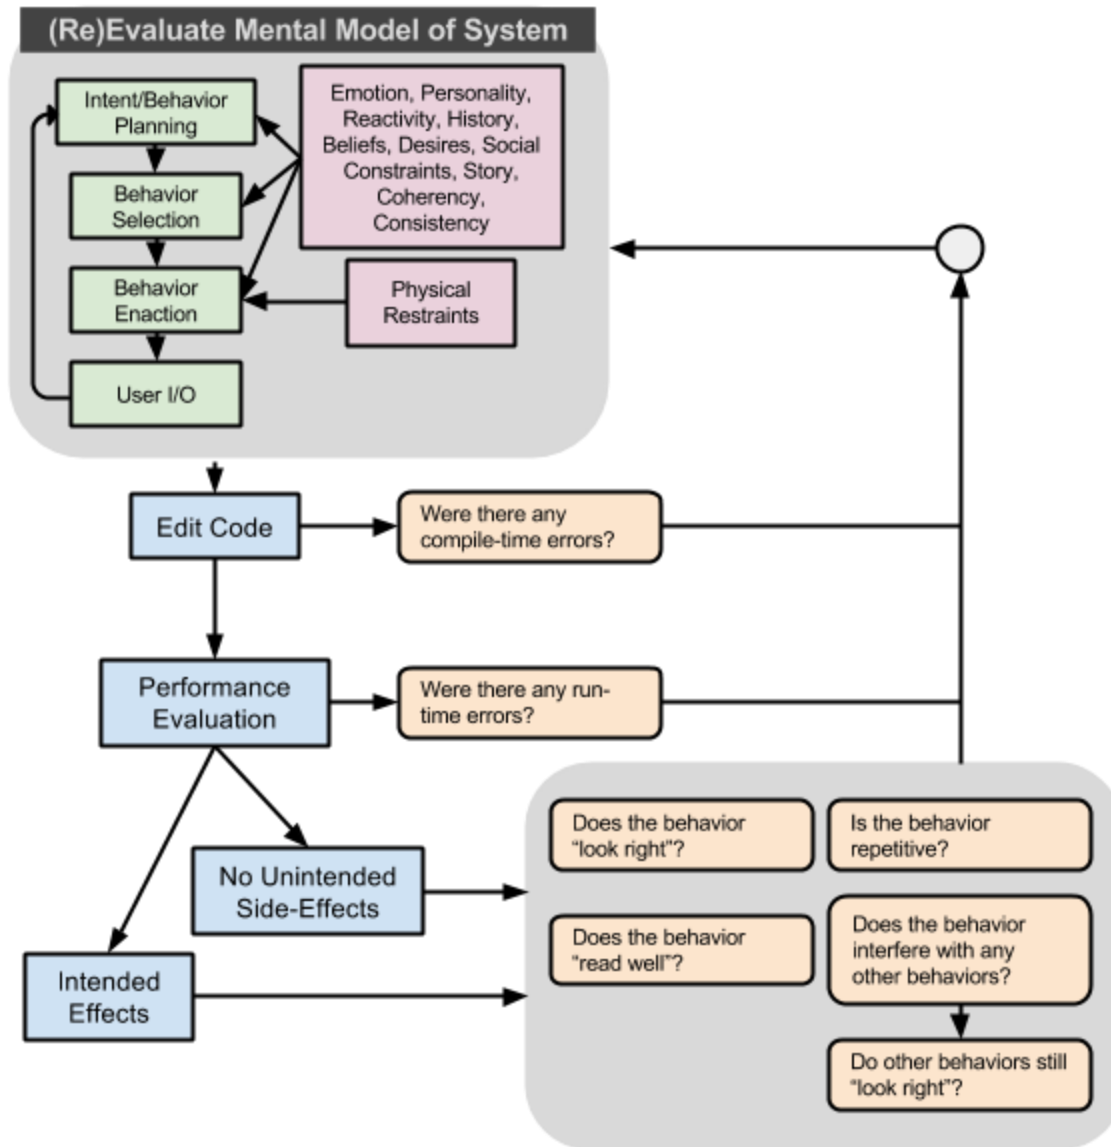 (Re)Evaluate Mental Model of System
Intent/Behavior
Planning
Behavior
Selection
Behavior
Enaction
User I/O
Emotion, Personality,
Reactivity, History,
Beliefs, Desires, Social
Constraints, Story,
Coherency,
Consistency
Physical
Restraints
Edit Code
Were there any
compile-time errors?
Performance
Evaluation
Were there any run-
time errors?
No Unintended
Side-Effects
Intended
Effects
Does the behavior
“look right”?
Is the behavior
repetitive?
Does the behavior
“read well”?
Does the behavior
interfere with any
other behaviors?
Do other behaviors still
“look right”?